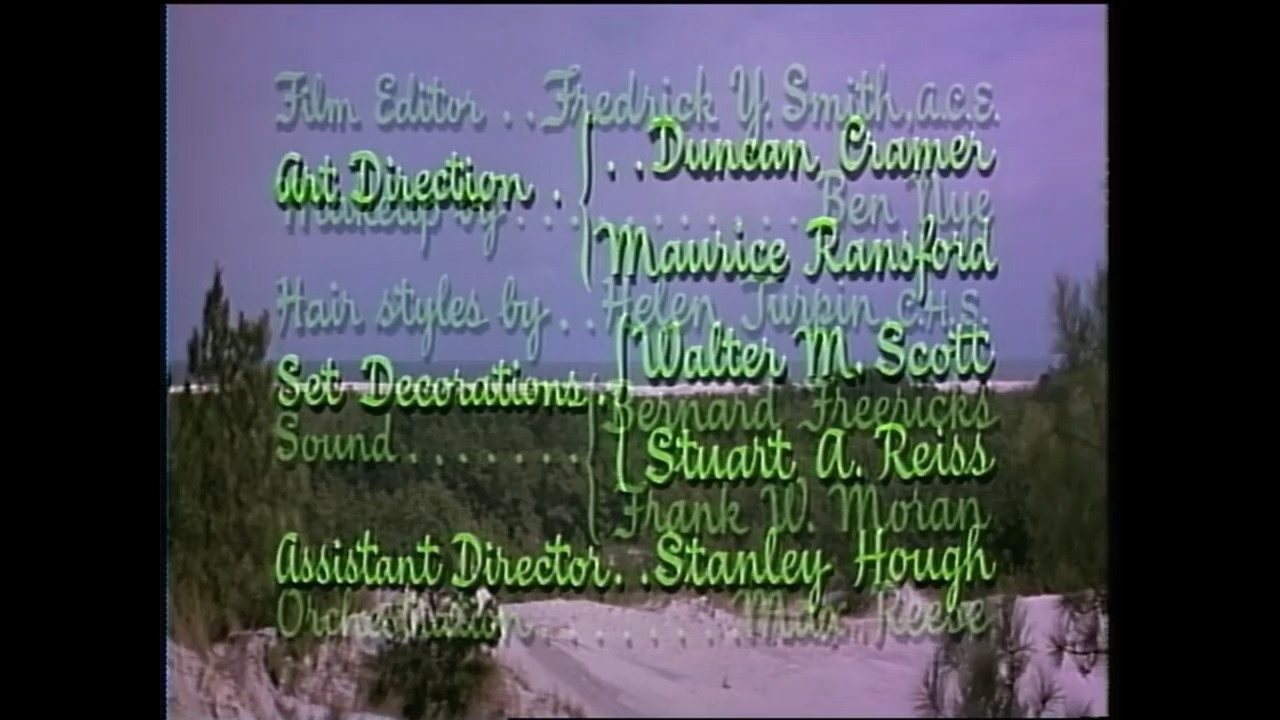 Film Editor . . Fredrick Y. Smith, A.C.E.
Art Direction . { . . Duncan Cramer
Makeup by . . . . . . . . . . . . Ben Nye
Maurice Ransford
Hair styles by . . Helen Turpin C.H.S.
Walter M. Scott
Set Decorations .
Bernard Freericks
Sound . . . . . . .
Stuart A. Reiss
Frank W. Moran
Assistant Director . . Stanley Hough
Orchestration . . . . . . . . . Max Reese